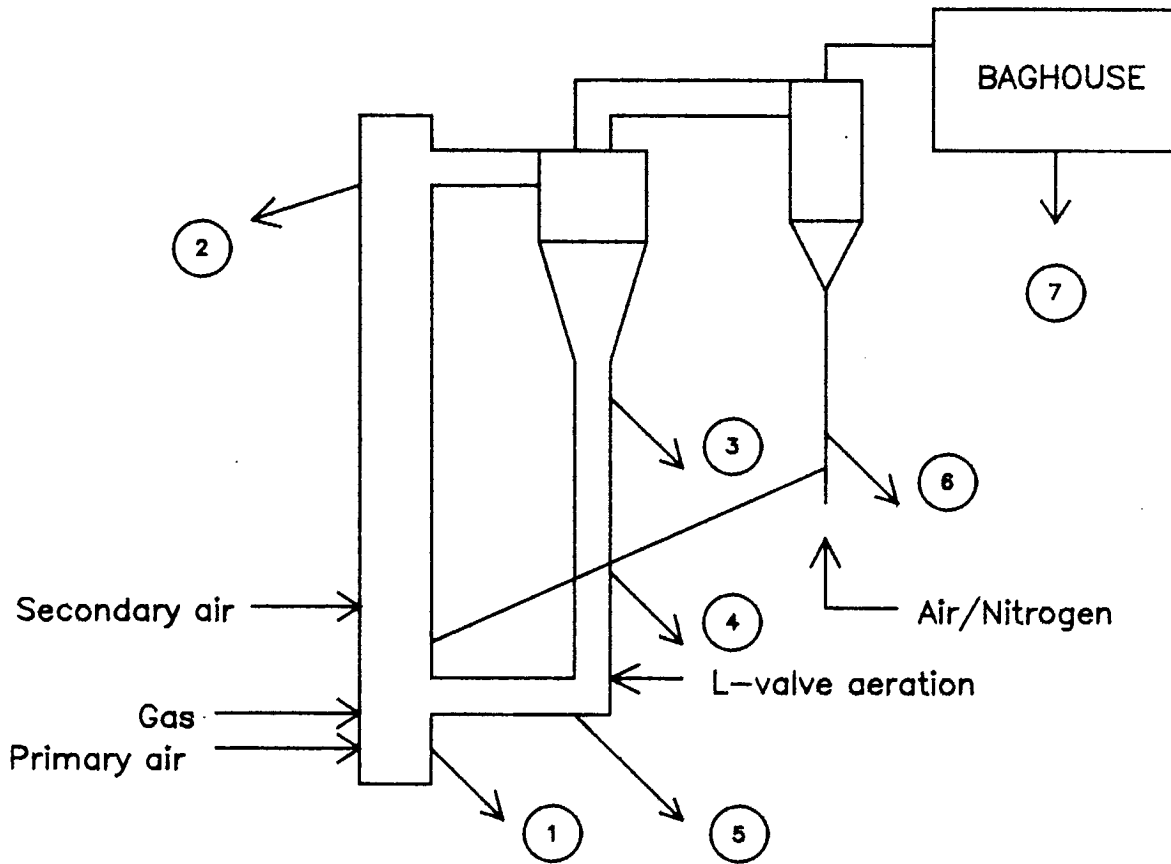 BAGHOUSE
2
7
3
6
Secondary air
4
Air/Nitrogen
L-valve aeration
Gas
Primary air
1
5